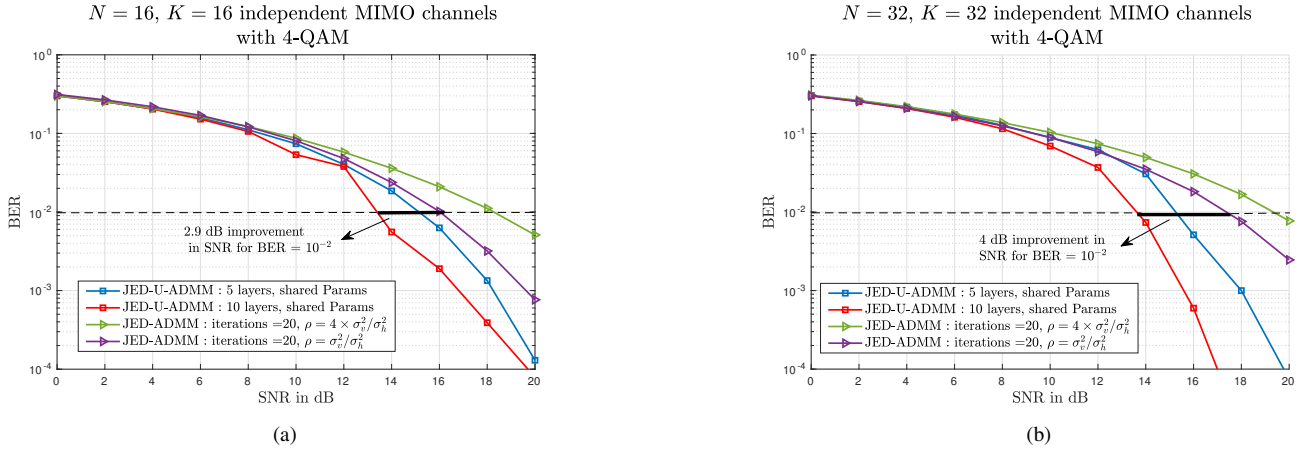 N = 16, K = 16 independent MIMO channels
with 4-QAM
10^0
10^-1
10^-2
10^-3
10^-4
BER
2.9 dB improvement
in SNR for BER = 10^-2
JED-U-ADMM : 5 layers, shared Params
JED-U-ADMM : 10 layers, shared Params
JED-ADMM : iterations =20, ρ = 4 × σ_v^2/σ_h^2
JED-ADMM : iterations =20, ρ = σ_v^2/σ_h^2
0 2 4 6 8 10 12 14 16 18 20
SNR in dB
(a)
N = 32, K = 32 independent MIMO channels
with 4-QAM
10^0
10^-1
10^-2
10^-3
10^-4
BER
4 dB improvement in
SNR for BER = 10^-2
JED-U-ADMM : 5 layers, shared Params
JED-U-ADMM : 10 layers, shared Params
JED-ADMM : iterations =20, ρ = 4 × σ_v^2/σ_h^2
JED-ADMM : iterations =20, ρ = σ_v^2/σ_h^2
0 2 4 6 8 10 12 14 16 18 20
SNR in dB
(b)